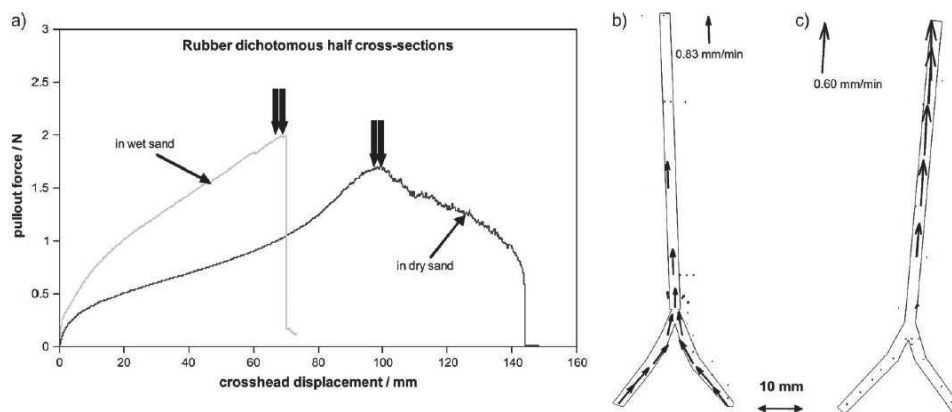 a)
Rubber dichotomous half cross-sections
pullout force / N
3
2.5
2
1.5
1
0.5
0
in wet sand
in dry sand
0 20 40 60 80 100 120 140 160
crosshead displacement / mm
b)
0.83 mm/min
10 mm
c)
0.60 mm/min